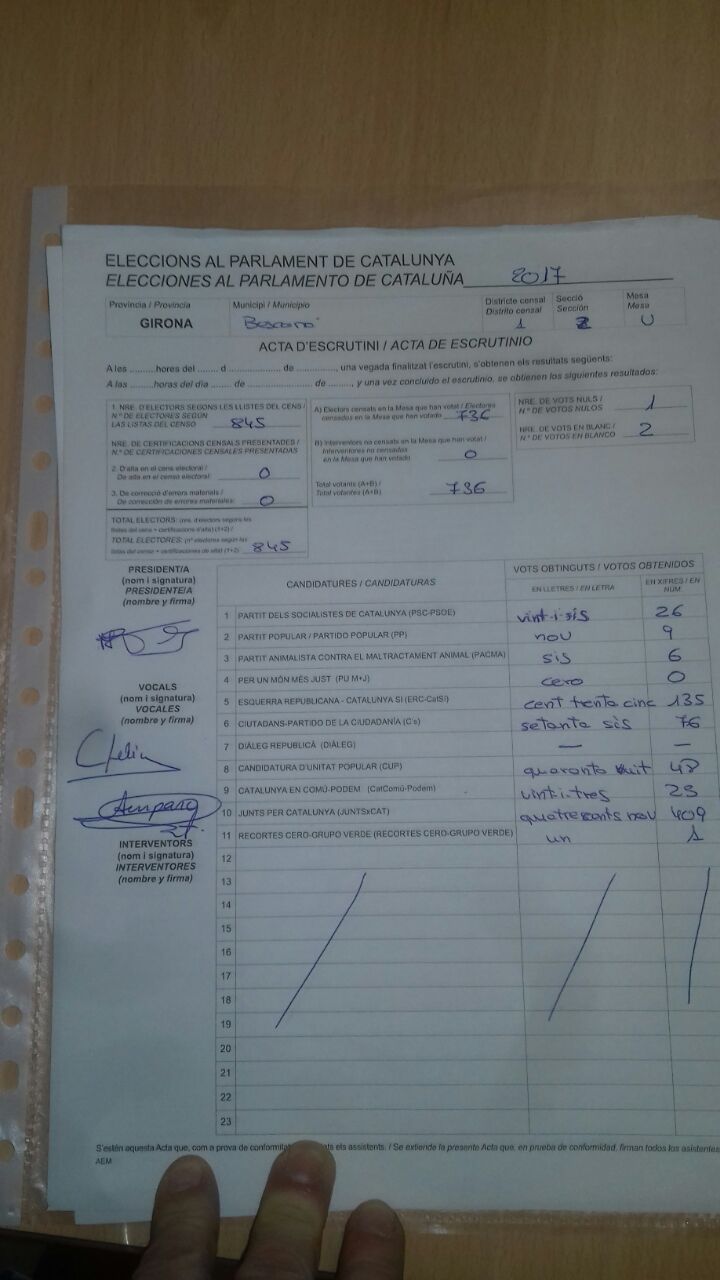 ELECCIONS AL PARLAMENT DE CATALUNYA
ELECCIONES AL PARLAMENTO DE CATALUÑA 2017
Provincia / Provincia
GIRONA
Municipi / Municipio
Bescanó
Districte censal
Distrito censal
1
Secció
Sección
2
Mesa
Mesa
U
ACTA D'ESCRUTINI / ACTA DE ESCRUTINIO
A les .........hores del ........ d .................. de ............, una vegada finalitzat l'escrutini, s'obtenen els resultats següents:
A las ........horas del día ...... de ...................... de ........, y una vez concluido el escrutinio, se obtienen los siguientes resultados:
1. NRE. D'ELECTORS SEGONS LES LLISTES DEL CENS /
N.º DE ELECTORES SEGÚN
LAS LISTAS DEL CENSO 845
NRE. DE CERTIFICACIONS CENSALS PRESENTADES /
N.º DE CERTIFICACIONES CENSALES PRESENTADAS
2. D'alta en el cens electoral /
De alta en el censo electoral: 0
3. De correcció d'errors materials /
De corrección de errores materiales: 0
TOTAL ELECTORS: (nre. d'electors segons les
llistes del cens + certificacions d'alta) (1+2) /
TOTAL ELECTORES: (nº electores según las
listas del censo + certificaciones de alta) (1+2) 845
A) Electors censats en la Mesa que han votat / Electores
censados en la Mesa que han votado 736
B) Interventors no censats en la Mesa que han votat /
Interventores no censados
en la Mesa que han votado 0
Total votants (A+B) /
Total votantes (A+B) 736
NRE. DE VOTS NULS /
N.º DE VOTOS NULOS 1
NRE. DE VOTS EN BLANC /
N.º DE VOTOS EN BLANCO 2
PRESIDENT/A
(nom i signatura)
PRESIDENTE/A
(nombre y firma)
VOCALS
(nom i signatura)
VOCALES
(nombre y firma)
Amparo
INTERVENTORS
(nom i signatura)
INTERVENTORES
(nombre y firma)
CANDIDATURES / CANDIDATURAS
VOTS OBTINGUTS / VOTOS OBTENIDOS
EN LLETRES / EN LETRA
EN XIFRES / EN NÚM.
1 PARTIT DELS SOCIALISTES DE CATALUNYA (PSC-PSOE) vint-i-sis 26
2 PARTIT POPULAR / PARTIDO POPULAR (PP) nou 9
3 PARTIT ANIMALISTA CONTRA EL MALTRACTAMENT ANIMAL (PACMA) sis 6
4 PER UN MÓN MÉS JUST (PU M+J) cero 0
5 ESQUERRA REPUBLICANA - CATALUNYA SI (ERC-CatSí) cent trenta cinc 135
6 CIUTADANS-PARTIDO DE LA CIUDADANÍA (C's) setanta sis 76
7 DIÀLEG REPUBLICÀ (DIÀLEG) — —
8 CANDIDATURA D'UNITAT POPULAR (CUP) quaranta vuit 48
9 CATALUNYA EN COMÚ-PODEM (CatComú-Podem) vint-i-tres 23
10 JUNTS PER CATALUNYA (JUNTSxCAT) quatrecents nou 409
11 RECORTES CERO-GRUPO VERDE (RECORTES CERO-GRUPO VERDE) un 1
12
13
14
15
16
17
18
19
20
21
22
23
S'estén aquesta Acta que, com a prova de conformitat, els assistents. / Se extiende la presente Acta que, en prueba de conformidad, firman todos los asistentes
AEM